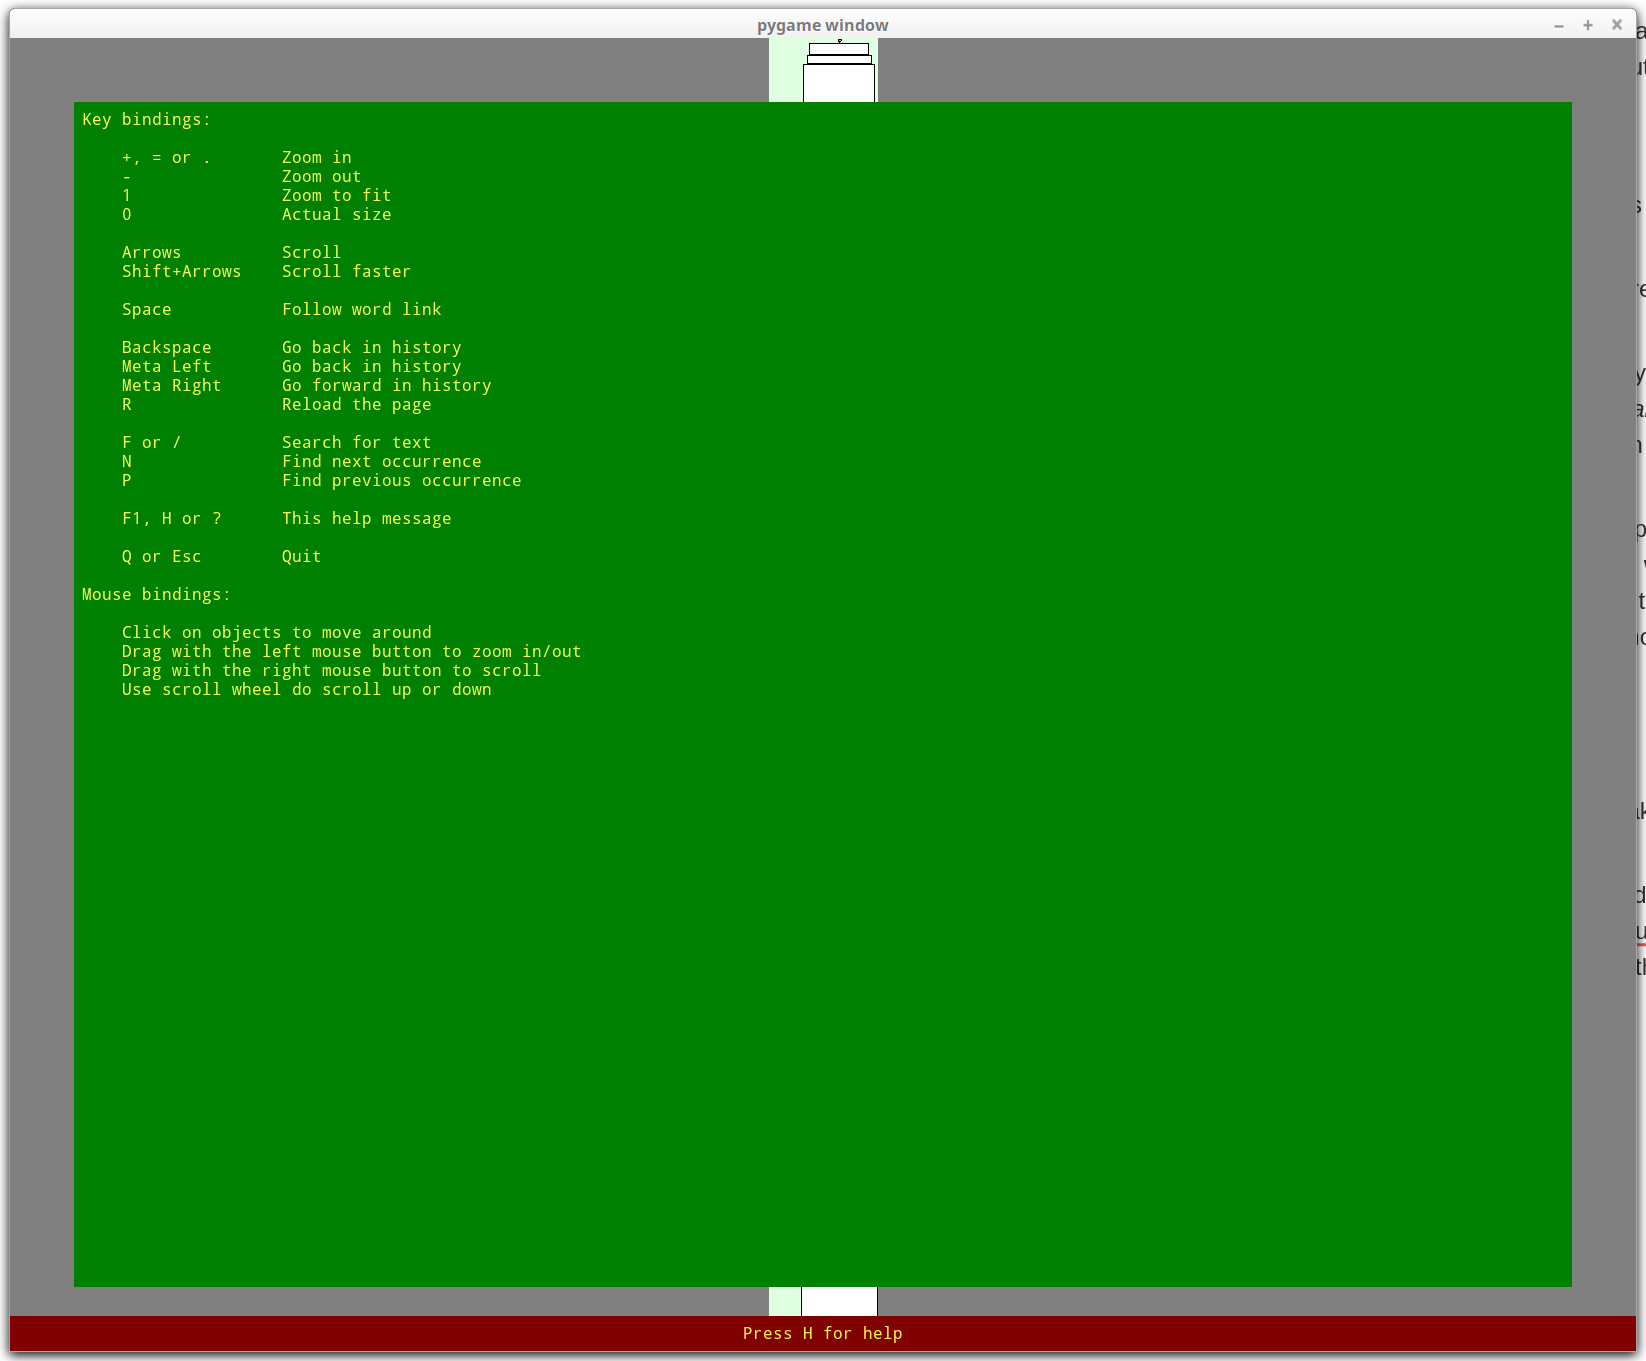 pygame window
Key bindings:
+, = or . Zoom in
- Zoom out
1 Zoom to fit
0 Actual size
Arrows Scroll
Shift+Arrows Scroll faster
Space Follow word link
Backspace Go back in history
Meta Left Go back in history
Meta Right Go forward in history
R Reload the page
F or / Search for text
N Find next occurrence
P Find previous occurrence
F1, H or ? This help message
Q or Esc Quit
Mouse bindings:
Click on objects to move around
Drag with the left mouse button to zoom in/out
Drag with the right mouse button to scroll
Use scroll wheel do scroll up or down
Press H for help